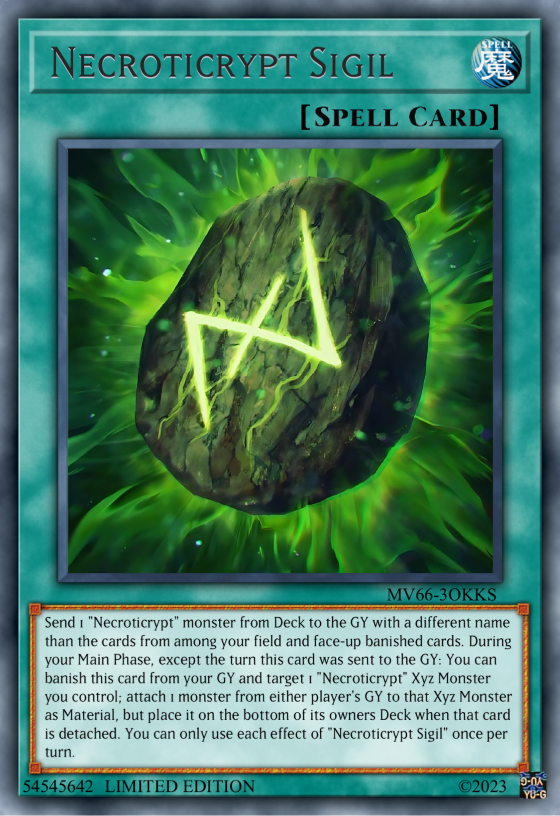 Necroticrypt Sigil
SPELL
魔
[Spell Card]
MV66-3OKKS
Send 1 "Necroticrypt" monster from Deck to the GY with a different name
than the cards from among your field and face-up banished cards. During
your Main Phase, except the turn this card was sent to the GY: You can
banish this card from your GY and target 1 "Necroticrypt" Xyz Monster
you control; attach 1 monster from either player's GY to that Xyz Monster
as Material, but place it on the bottom of its owners Deck when that card
is detached. You can only use each effect of "Necroticrypt Sigil" once per
turn.
54545642 LIMITED EDITION
©2023
YU-G